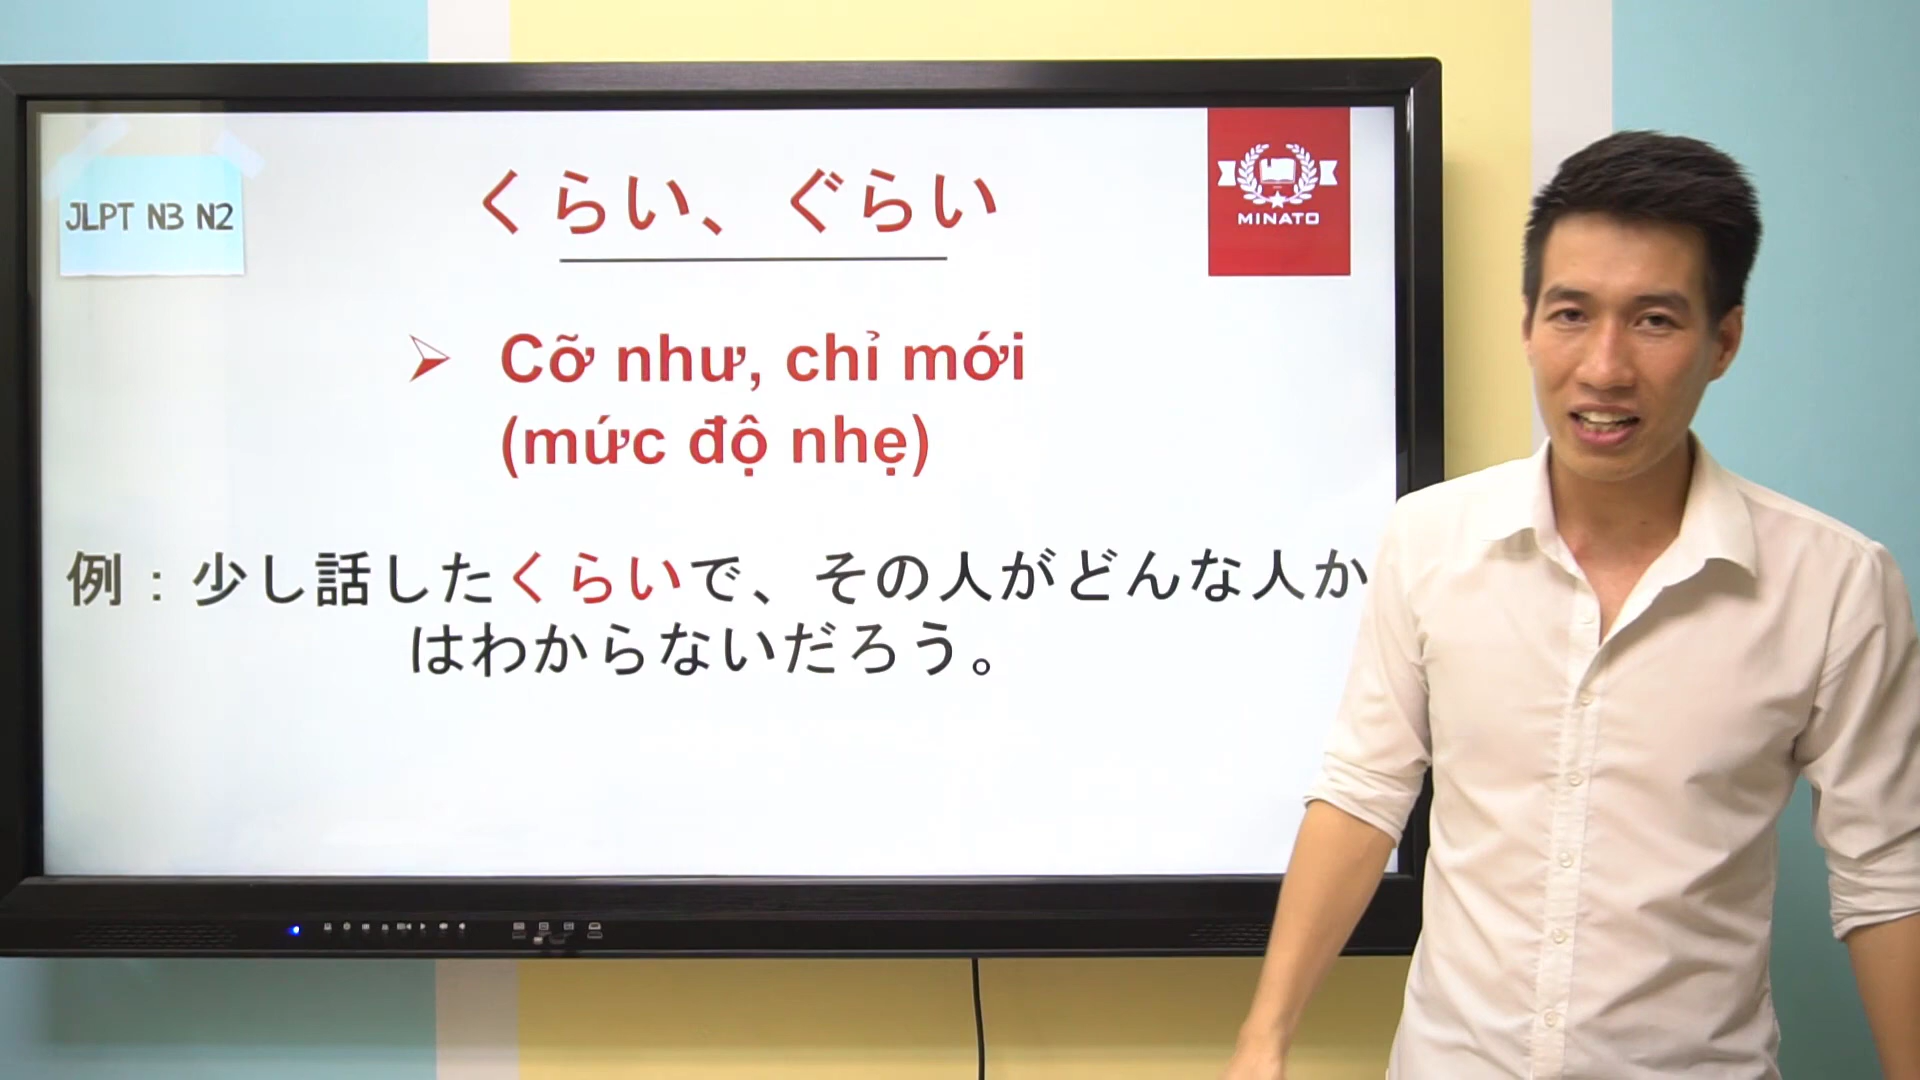 JLPT N3 N2
くらい、ぐらい
MINATO
Cỡ như, chỉ mới
(mức độ nhẹ)
例：少し話したくらいで、その人がどんな人か
はわからないだろう。